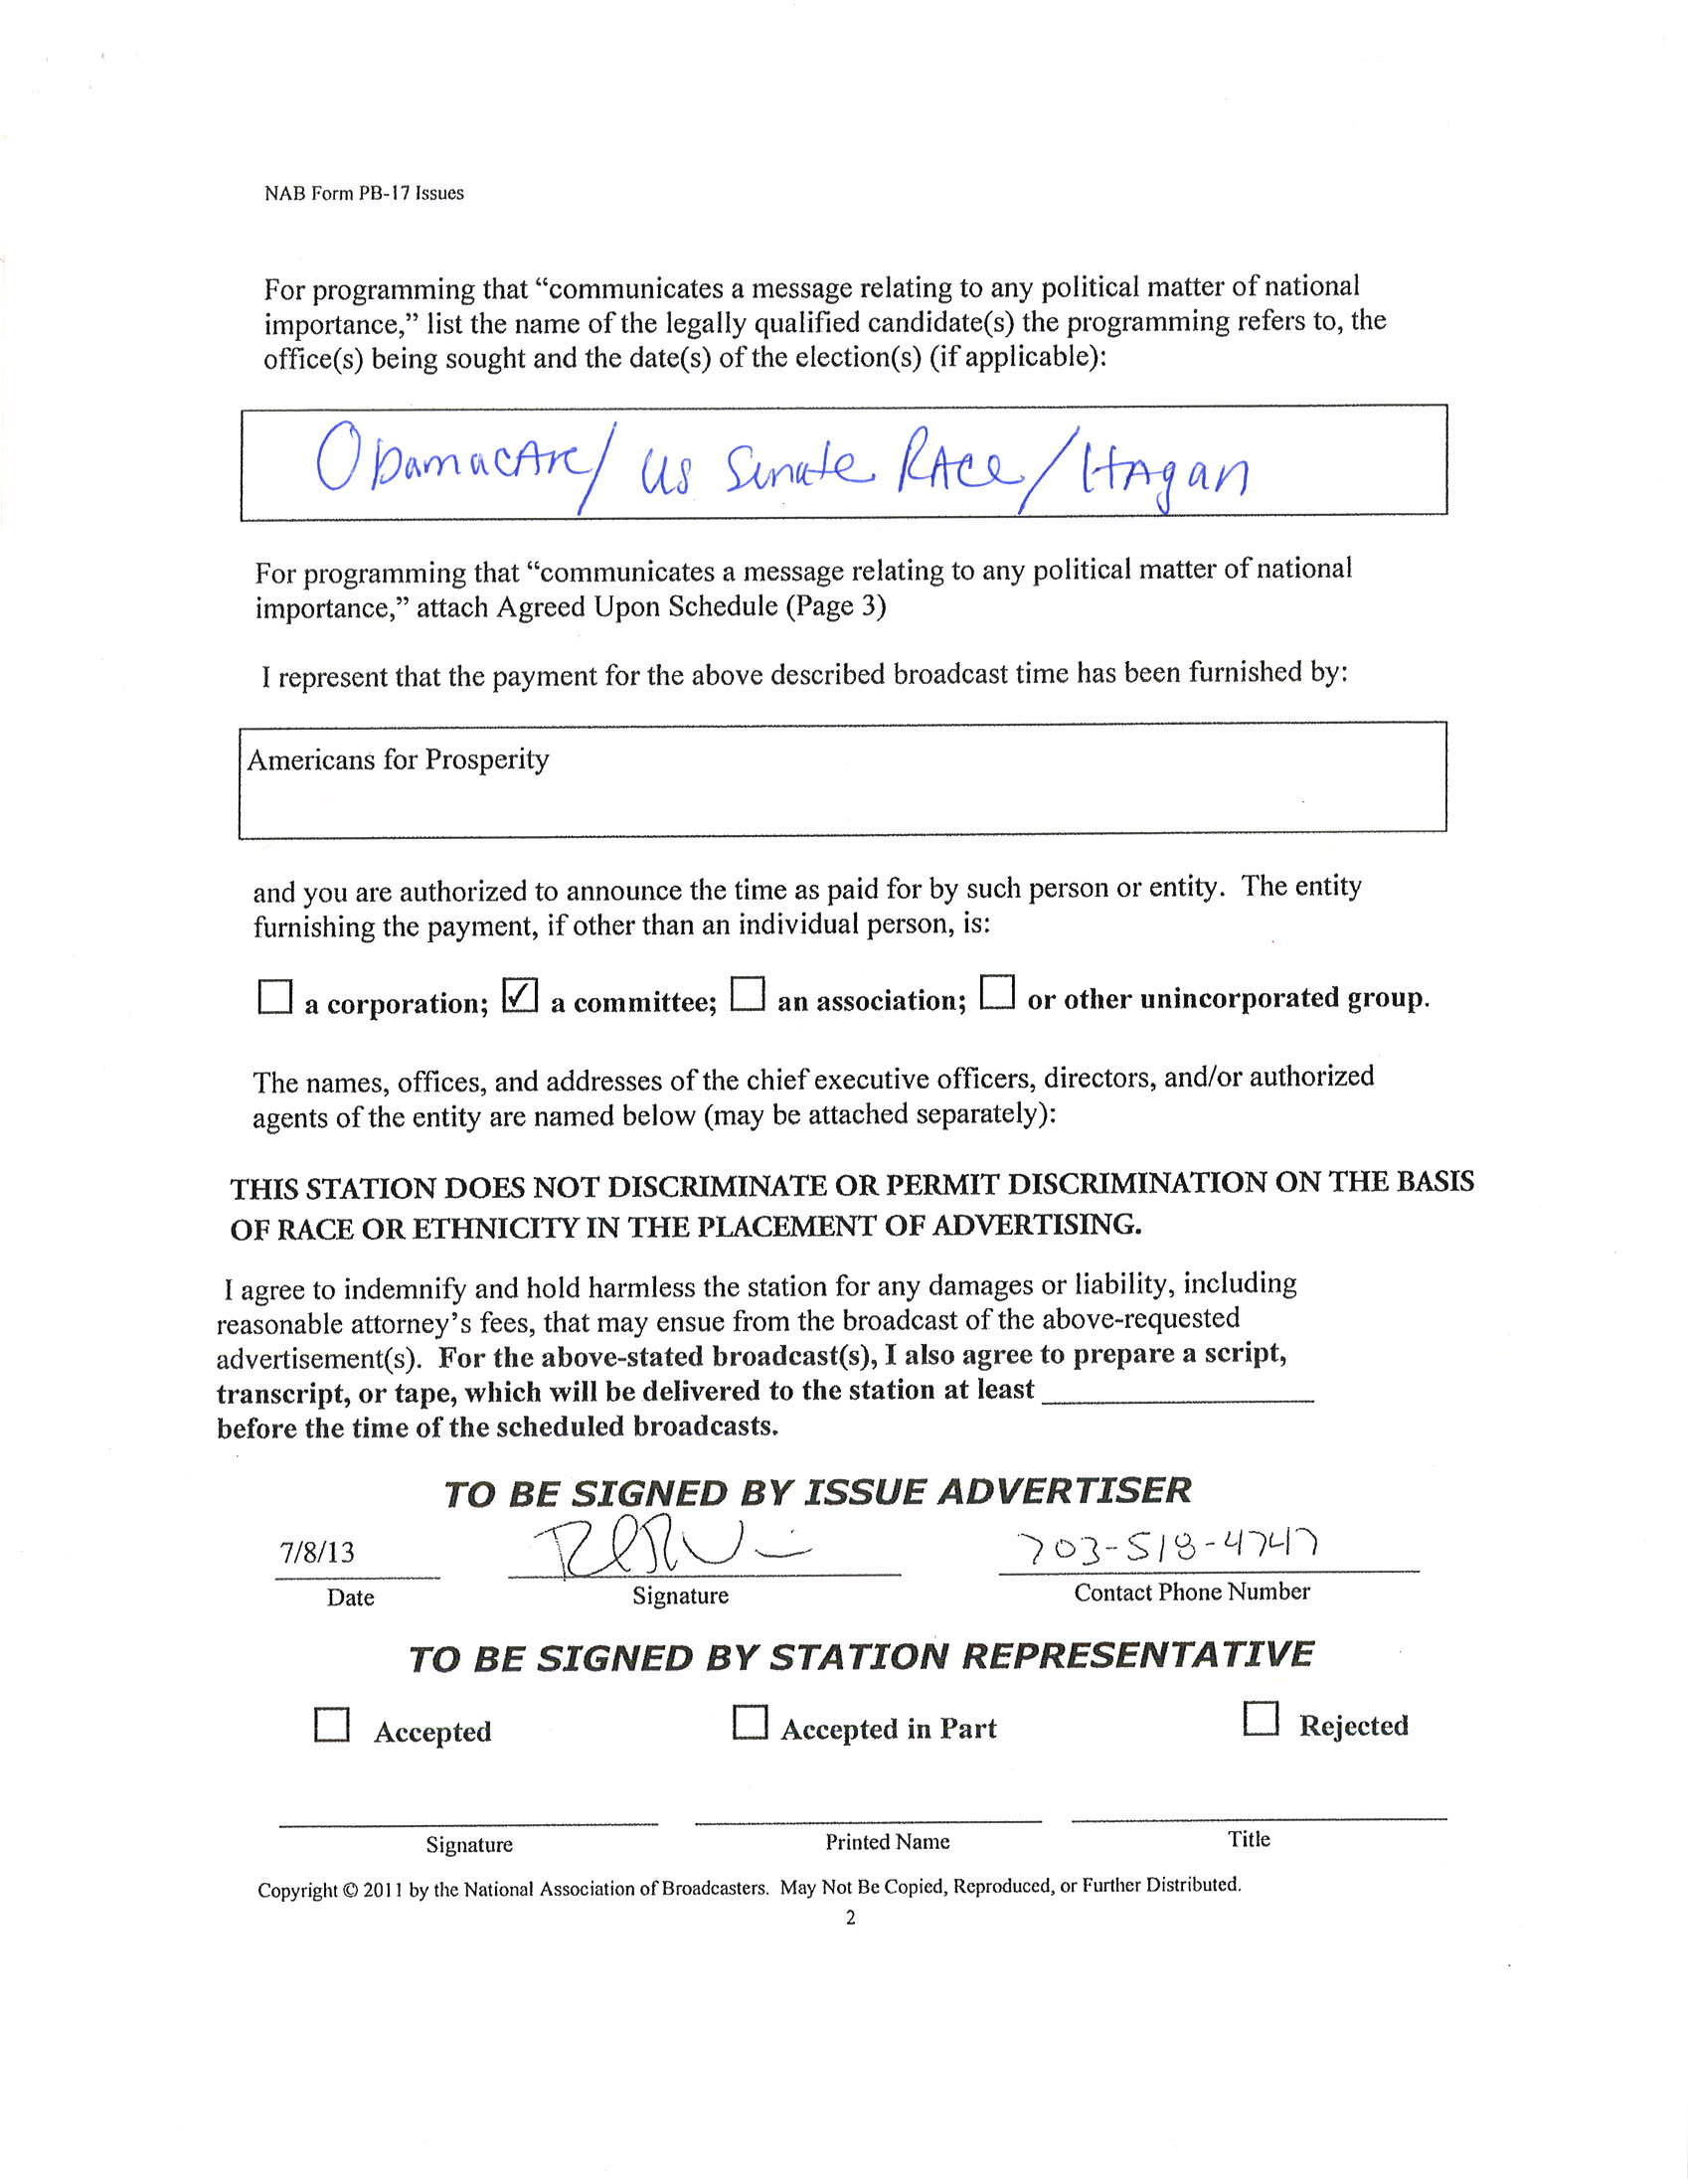 NAB Form PB-17 Issues
For programming that “communicates a message relating to any political matter of national
importance,” list the name of the legally qualified candidate(s) the programming refers to, the
office(s) being sought and the date(s) of the election(s) (if applicable):
ObamacAre/ US Senate RAce/HAgan
For programming that “communicates a message relating to any political matter of national
importance,” attach Agreed Upon Schedule (Page 3)
I represent that the payment for the above described broadcast time has been furnished by:
Americans for Prosperity
and you are authorized to announce the time as paid for by such person or entity. The entity
furnishing the payment, if other than an individual person, is:
☐ a corporation; ☑ a committee; ☐ an association; ☐ or other unincorporated group.
The names, offices, and addresses of the chief executive officers, directors, and/or authorized
agents of the entity are named below (may be attached separately):
THIS STATION DOES NOT DISCRIMINATE OR PERMIT DISCRIMINATION ON THE BASIS
OF RACE OR ETHNICITY IN THE PLACEMENT OF ADVERTISING.
I agree to indemnify and hold harmless the station for any damages or liability, including
reasonable attorney’s fees, that may ensue from the broadcast of the above-requested
advertisement(s). For the above-stated broadcast(s), I also agree to prepare a script,
transcript, or tape, which will be delivered to the station at least
before the time of the scheduled broadcasts.
TO BE SIGNED BY ISSUE ADVERTISER
7/8/13 703-518-4747
Date Signature Contact Phone Number
TO BE SIGNED BY STATION REPRESENTATIVE
☐ Accepted ☐ Accepted in Part ☐ Rejected
Signature Printed Name Title
Copyright © 2011 by the National Association of Broadcasters. May Not Be Copied, Reproduced, or Further Distributed.
2